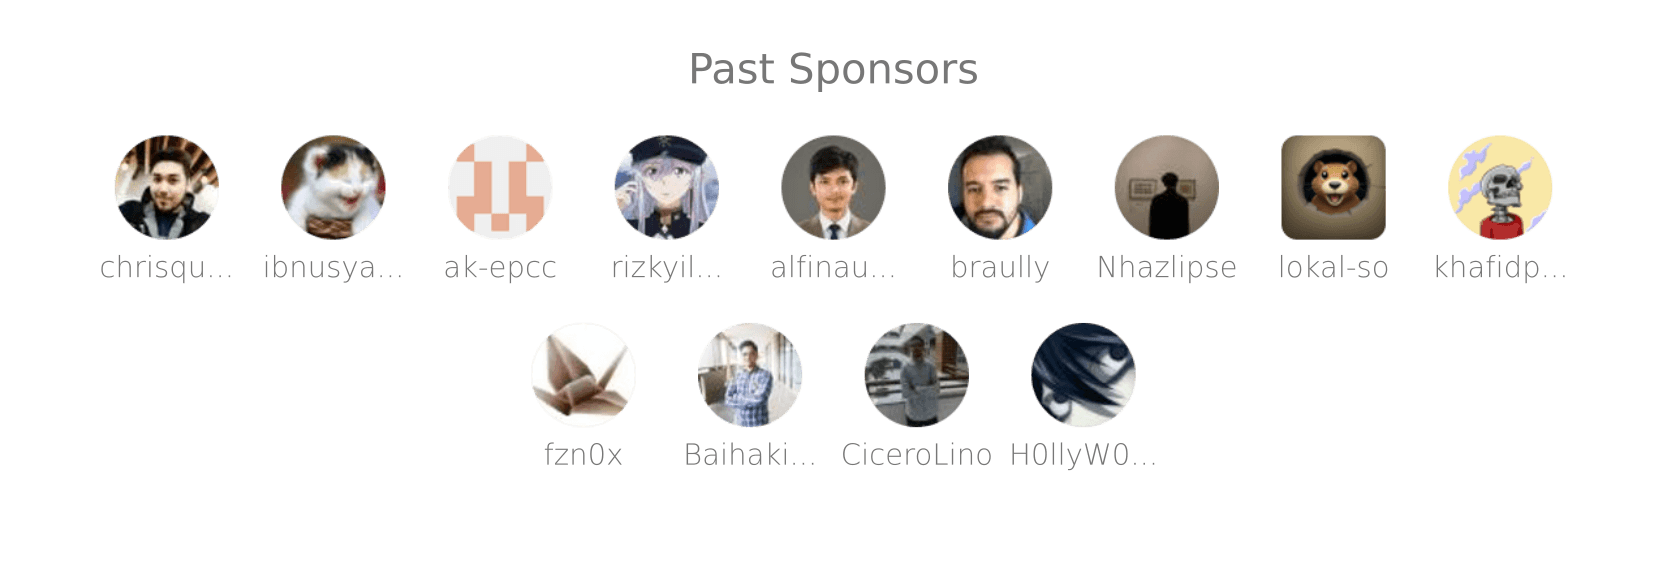 Past Sponsors
chrisqu... ibnusya... ak-epcc rizkyil... alfinau... braully Nhazlipse lokal-so khafidp...
fzn0x Baihaki... CiceroLino H0llyW0...